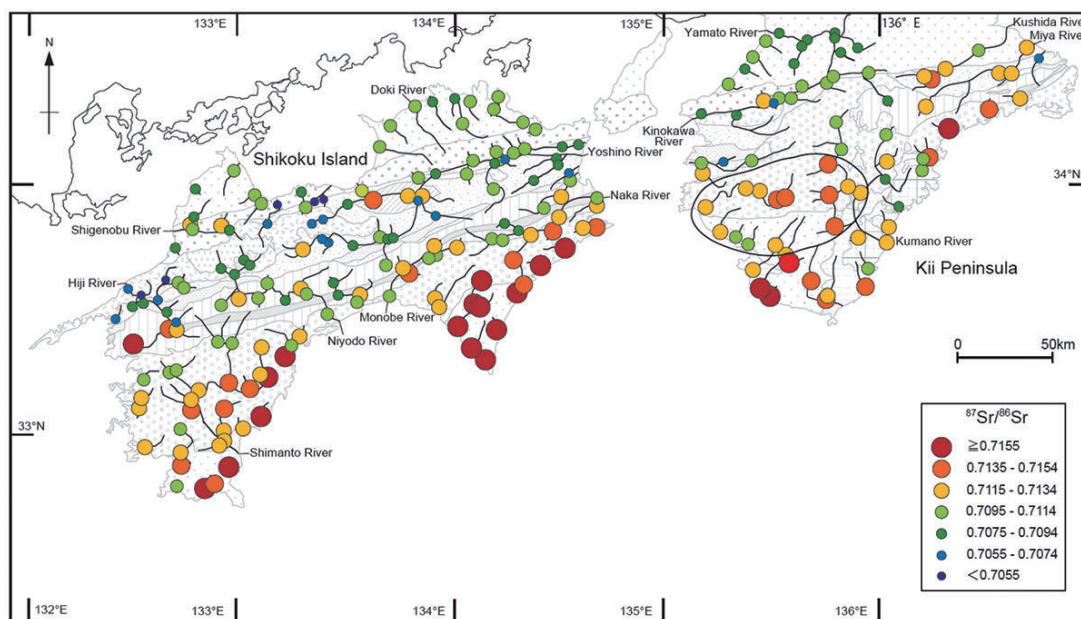 133°E
134°E
135°E
136° E
Kushida River
Miya River
Yamato River
N
Doki River
Kinokawa
River
Shikoku Island
Yoshino River
34°N
Naka River
Shigenobu River
Kumano River
Kii Peninsula
Hiji River
Monobe River
Niyodo River
0 50km
33°N
Shimanto River
87Sr/86Sr
≧0.7155
0.7135 - 0.7154
0.7115 - 0.7134
0.7095 - 0.7114
0.7075 - 0.7094
0.7055 - 0.7074
＜0.7055
132°E
133°E
134°E
135°E
136°E